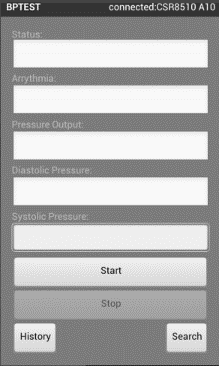 BPTEST connected:CSR8510 A10
Status:
Arrythmia:
Pressure Output:
Diastolic Pressure:
Systolic Pressure:
Start
Stop
History Search